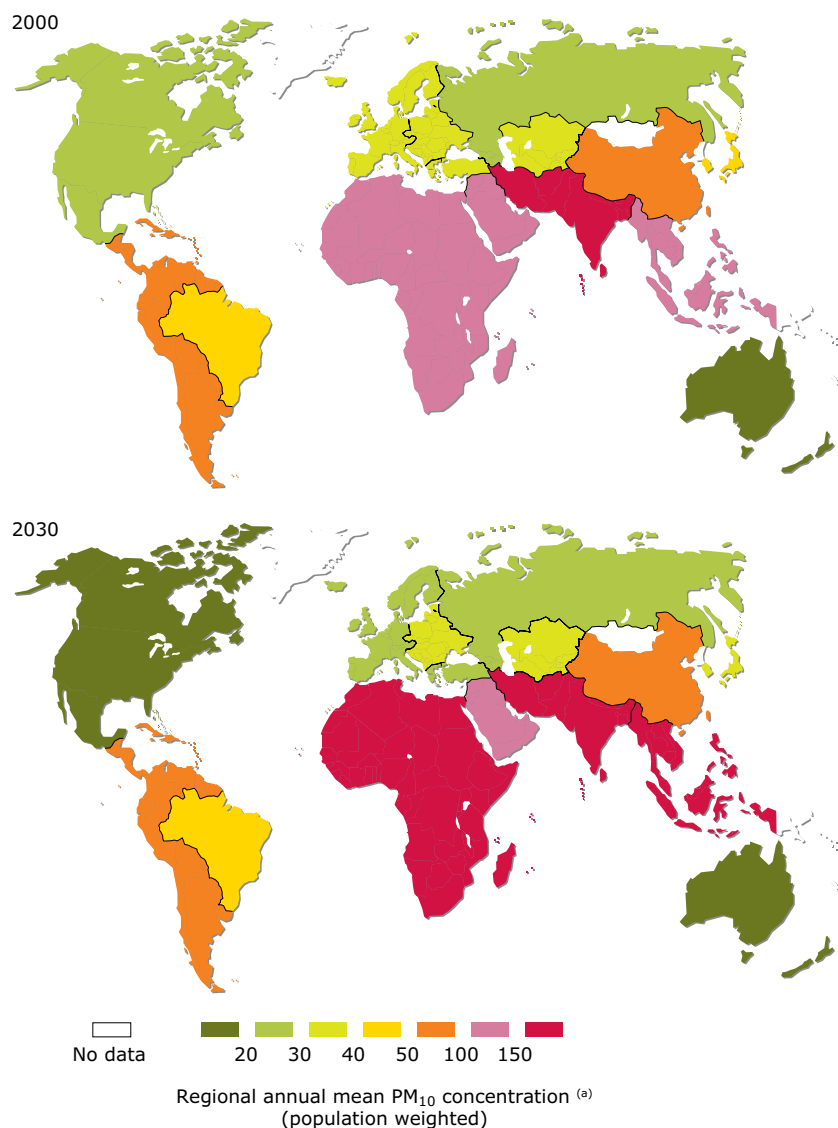 2000
2030
No data
20 30 40 50 100 150
Regional annual mean PM₁₀ concentration ⁽ᵃ⁾
(population weighted)